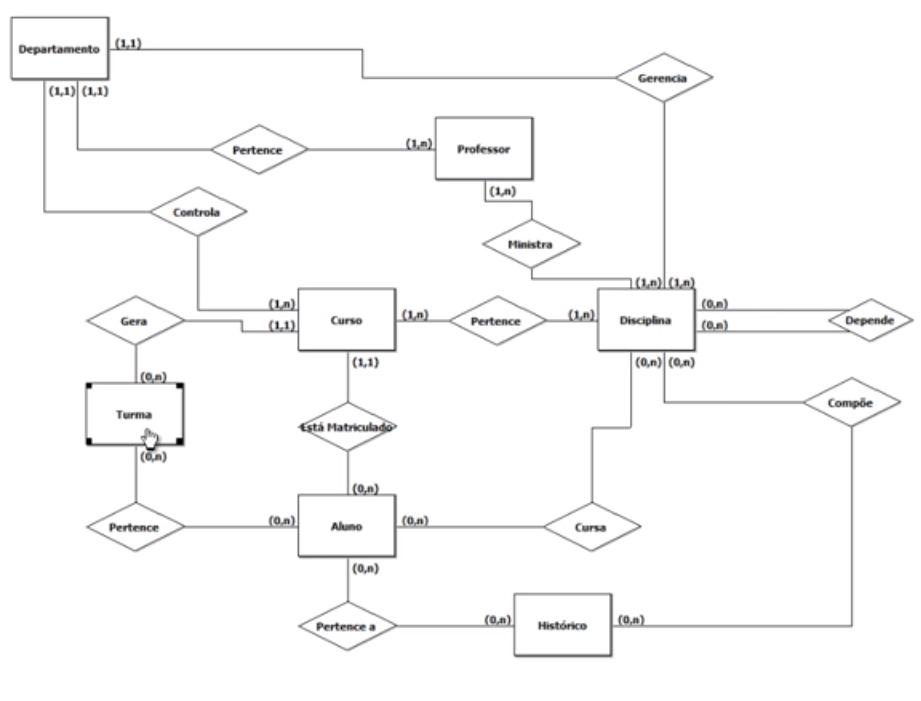 Departamento
(1,1)
Gerencia
(1,1) (1,1)
Pertence
(1,n)
Professor
(1,n)
Controla
Ministra
(1,n) (1,n)
(1,n)
Curso
(1,n)
Pertence
(1,n)
Disciplina
(0,n)
Depende
Gera
(1,1)
(0,n)
(1,1)
(0,n) (0,n)
(0,n)
Turma
Compõe
Está Matriculado
(0,n)
(0,n)
Pertence
(0,n)
Aluno
(0,n)
Cursa
(0,n)
Pertence a
(0,n)
Histórico
(0,n)